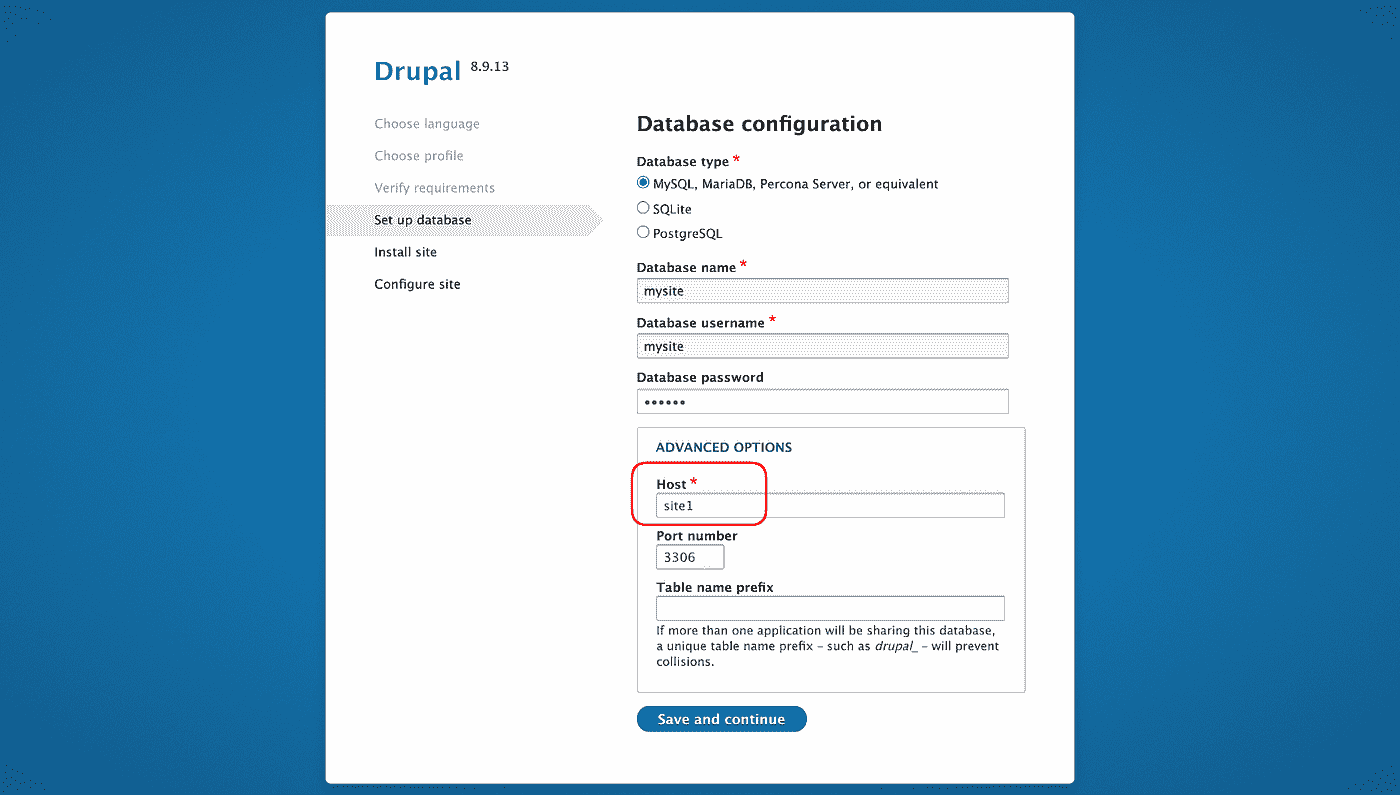 Drupal 8.9.13
Choose language
Choose profile
Verify requirements
Set up database
Install site
Configure site
Database configuration
Database type *
MySQL, MariaDB, Percona Server, or equivalent
SQLite
PostgreSQL
Database name *
mysite
Database username *
mysite
Database password
••••••
ADVANCED OPTIONS
Host *
site1
Port number
3306
Table name prefix
If more than one application will be sharing this database,
a unique table name prefix – such as drupal_ – will prevent
collisions.
Save and continue